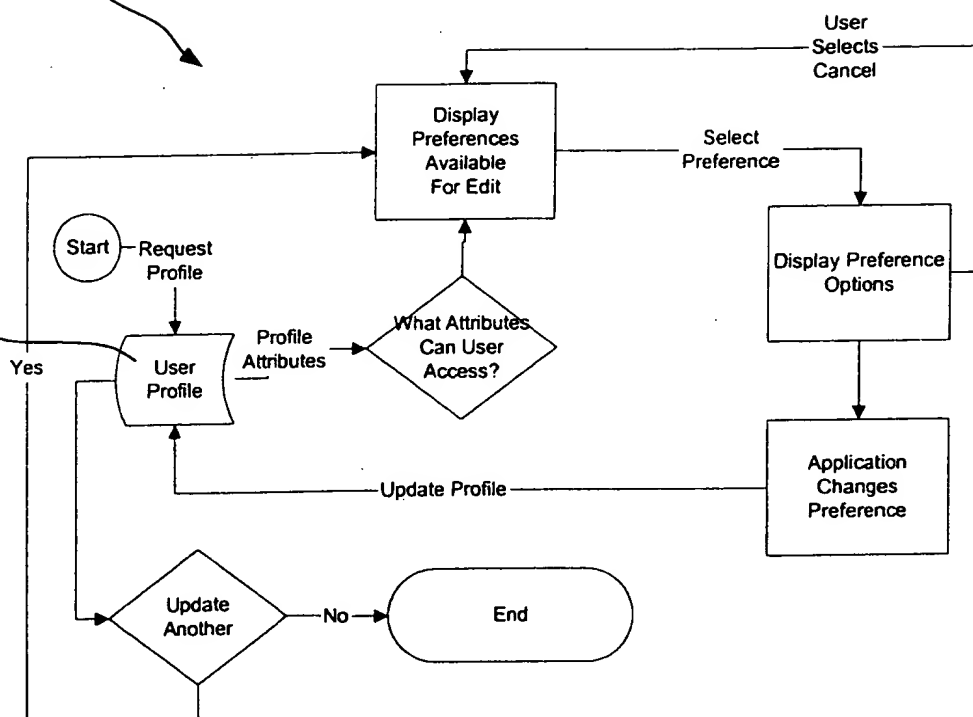 User
Selects
Cancel
Display
Preferences
Available
For Edit
Select
Preference
Start
Request
Profile
Display Preference
Options
What Attributes
Can User
Access?
Profile
Attributes
Yes
User
Profile
Application
Changes
Preference
Update Profile
Update
Another
No
End